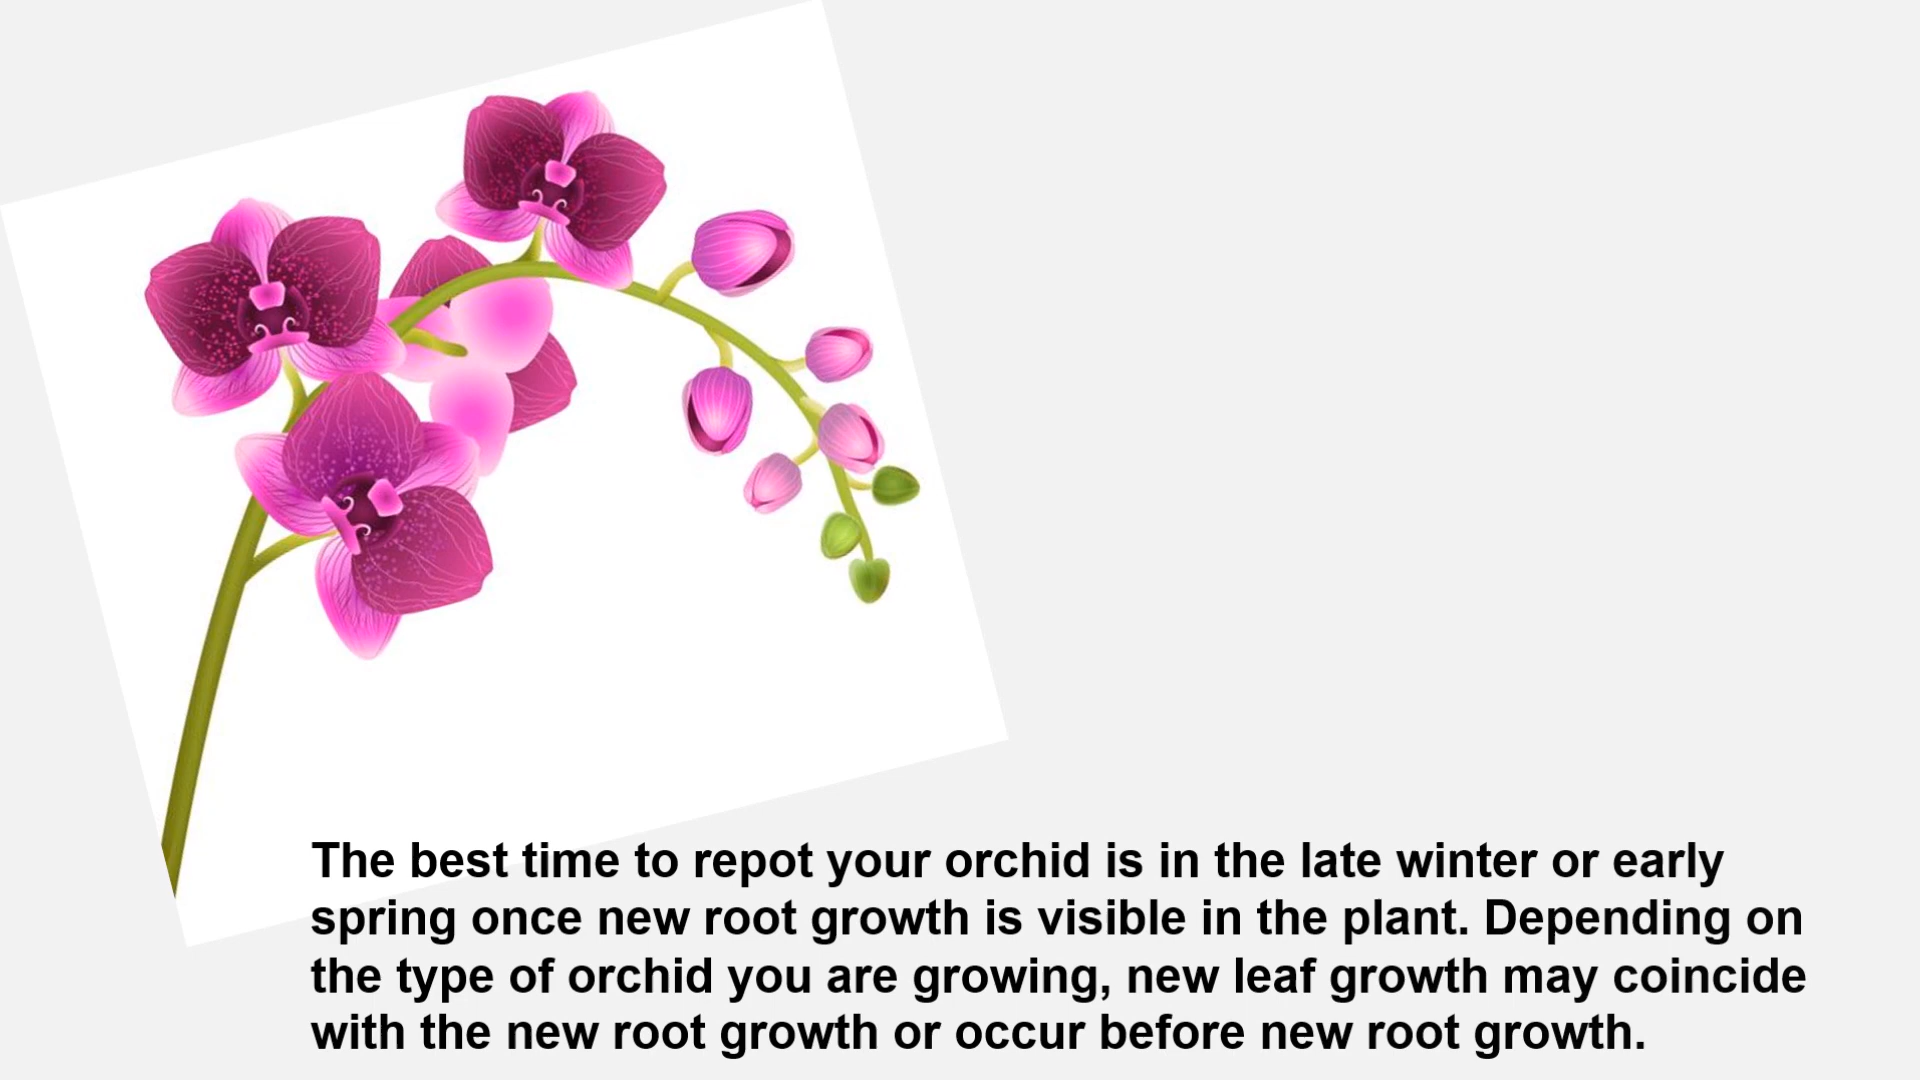 The best time to repot your orchid is in the late winter or early
spring once new root growth is visible in the plant. Depending on
the type of orchid you are growing, new leaf growth may coincide
with the new root growth or occur before new root growth.